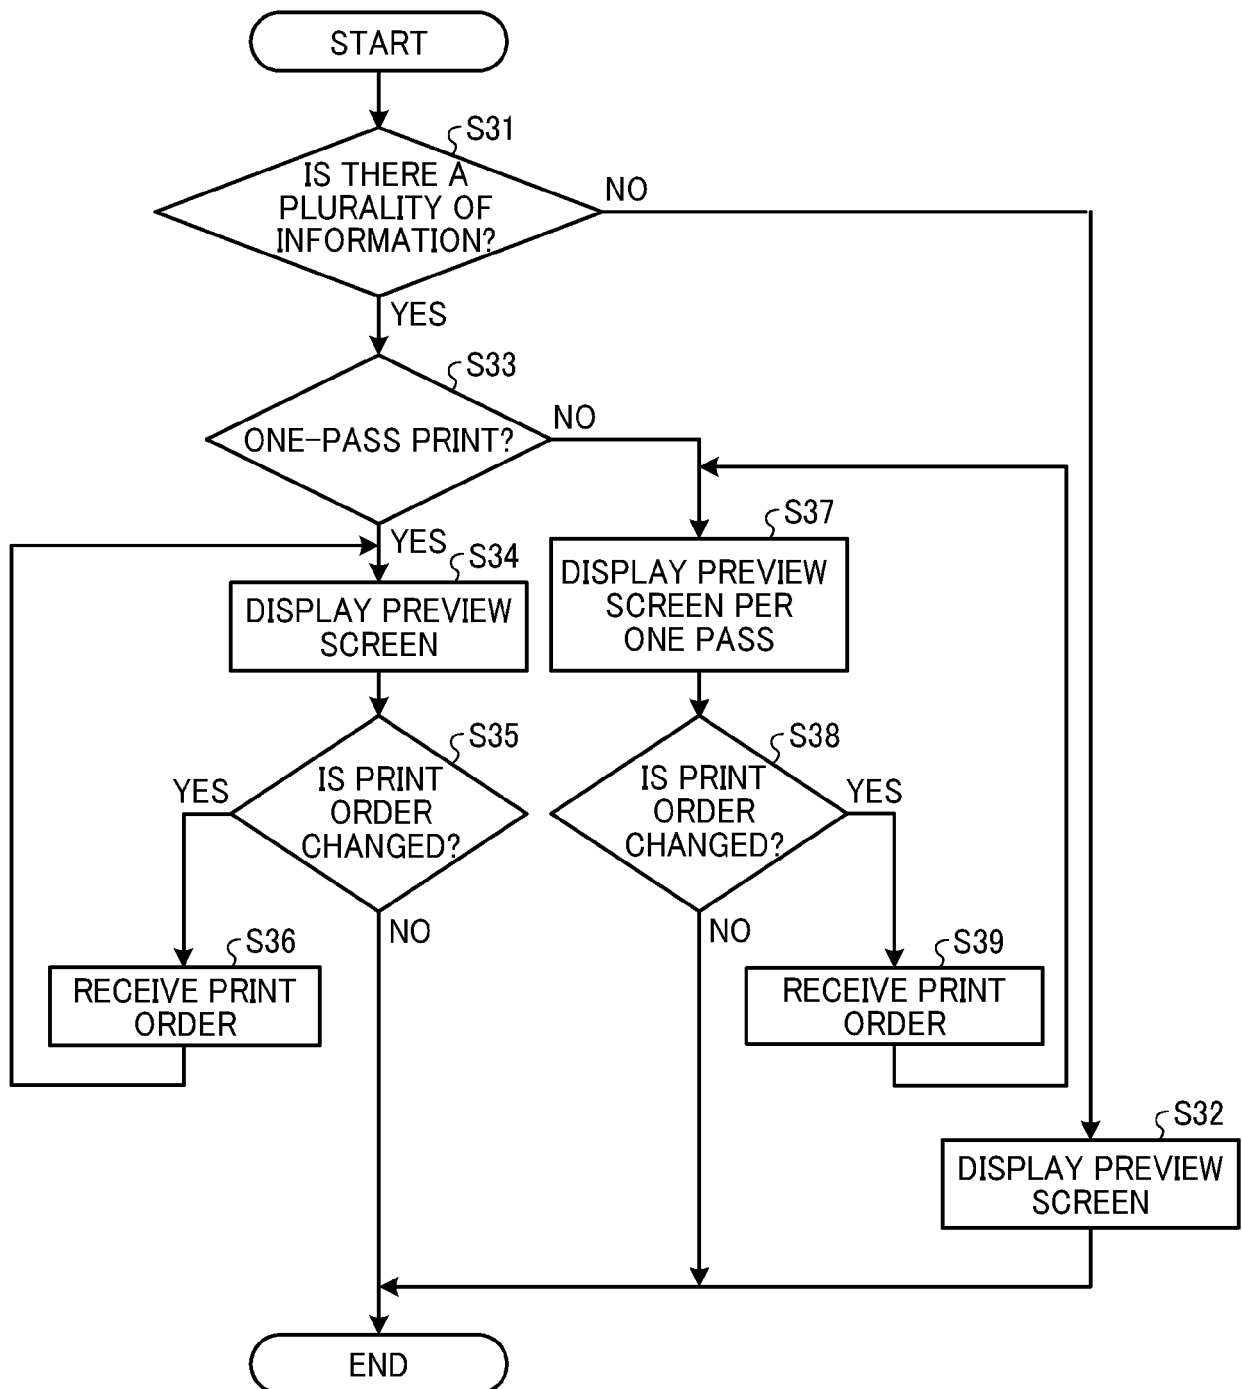 START
S31
IS THERE A
PLURALITY OF
INFORMATION?
NO
YES
S33
ONE-PASS PRINT?
NO
YES
S34
DISPLAY PREVIEW
SCREEN
S37
DISPLAY PREVIEW
SCREEN PER
ONE PASS
S35
IS PRINT
ORDER
CHANGED?
YES
NO
S38
IS PRINT
ORDER
CHANGED?
YES
NO
S36
RECEIVE PRINT
ORDER
S39
RECEIVE PRINT
ORDER
S32
DISPLAY PREVIEW
SCREEN
END